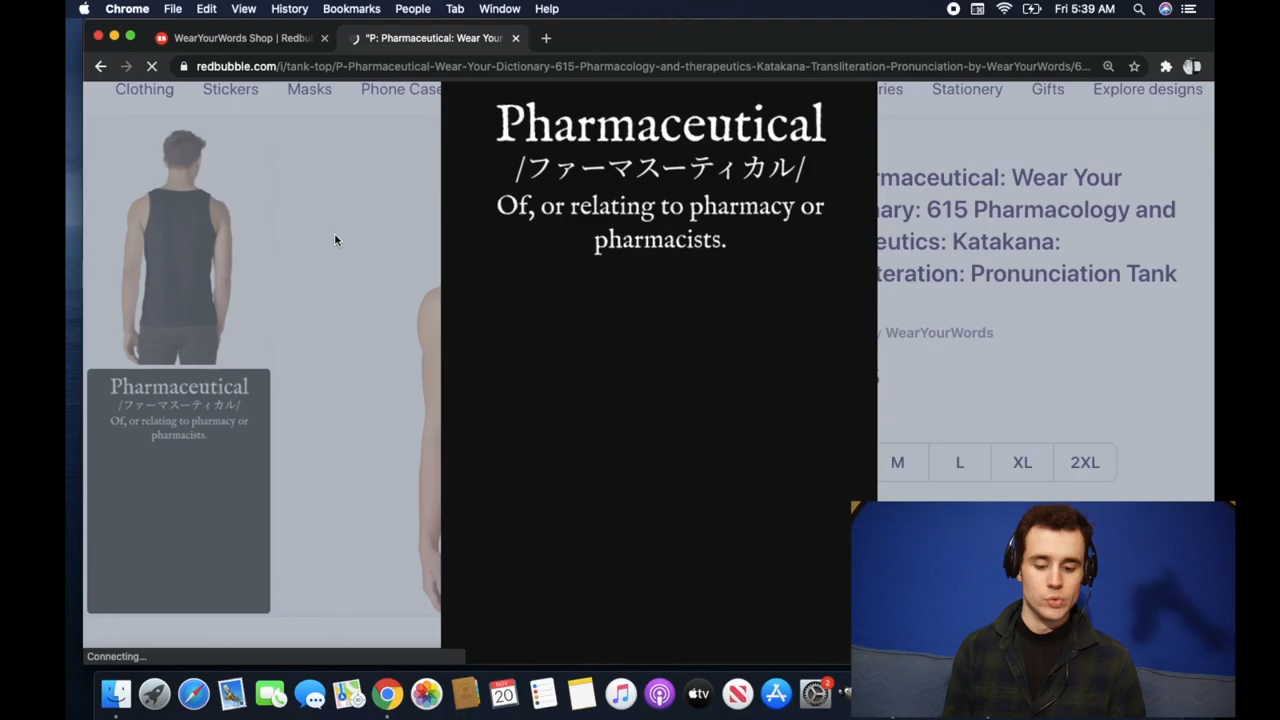 Chrome File Edit View History Bookmarks People Tab Window Help
Fri 5:39 AM
WearYourWords Shop | Redbu
"P: Pharmaceutical: Wear Your
redbubble.com/i/tank-top/P-Pharmaceutical-Wear-Your-Dictionary-615-Pharmacology-and-therapeutics-Katakana-Transliteration-Pronunciation-by-WearYourWords/6...
Clothing Stickers Masks Phone Case
ries Stationery Gifts Explore designs
Pharmaceutical
/ファーマスーティカル/
Of, or relating to pharmacy or
pharmacists.
rmaceutical: Wear Your
nary: 615 Pharmacology and
eutics: Katakana:
iteration: Pronunciation Tank
y WearYourWords
M L XL 2XL
Pharmaceutical
/ファーマスーティカル/
Of, or relating to pharmacy or
pharmacists.
Connecting...
NOV
20
tv
2